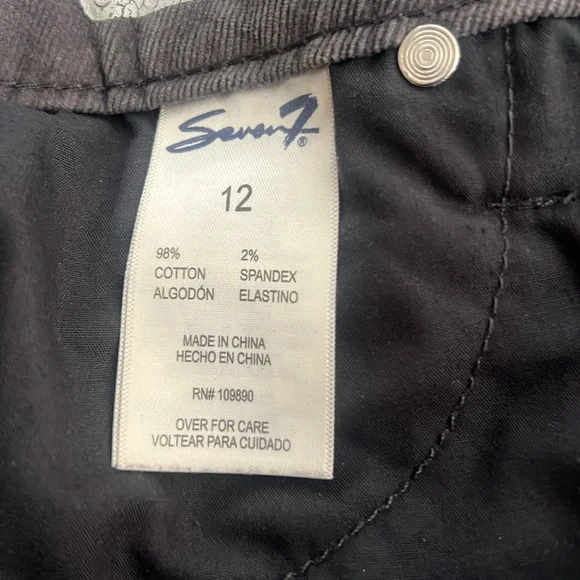 Seven7®
12
98% 2%
COTTON SPANDEX
ALGODÓN ELASTINO
MADE IN CHINA
HECHO EN CHINA
RN# 109890
OVER FOR CARE
VOLTEAR PARA CUIDADO